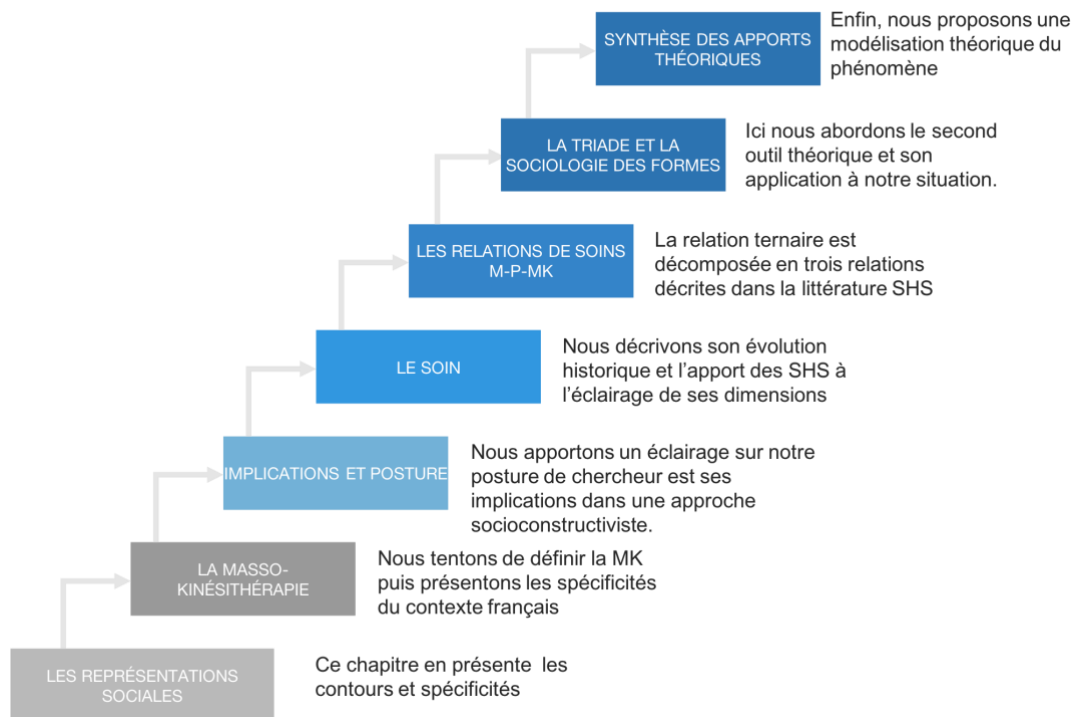 SYNTHÈSE DES APPORTS
THÉORIQUES
Enfin, nous proposons une
modélisation théorique du
phénomène
LA TRIADE ET LA
SOCIOLOGIE DES FORMES
Ici nous abordons le second
outil théorique et son
application à notre situation.
LES RELATIONS DE SOINS
M-P-MK
La relation ternaire est
décomposée en trois relations
décrites dans la littérature SHS
LE SOIN
Nous décrivons son évolution
historique et l’apport des SHS à
l’éclairage de ses dimensions
IMPLICATIONS ET POSTURE
Nous apportons un éclairage sur notre
posture de chercheur est ses
implications dans une approche
socioconstructiviste.
LA MASSO-
KINÉSITHÉRAPIE
Nous tentons de définir la MK
puis présentons les spécificités
du contexte français
LES REPRÉSENTATIONS
SOCIALES
Ce chapitre en présente les
contours et spécificités